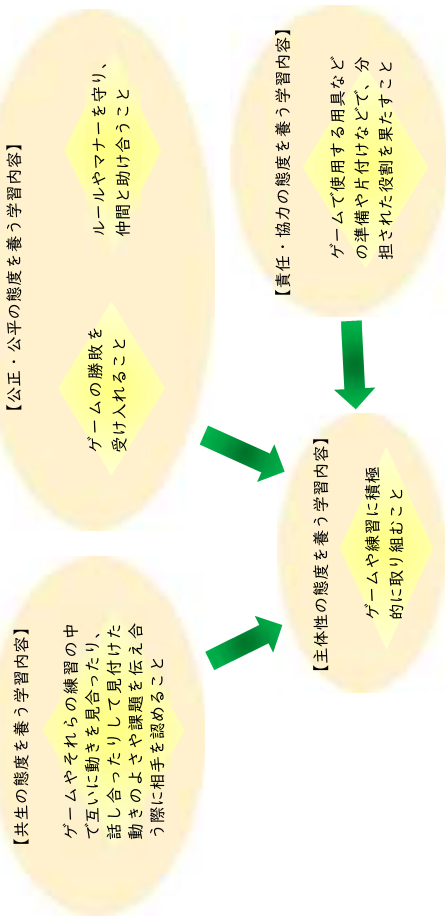 【共生の態度を養う学習内容】
ゲームやそれらの練習の中
で互いに動きを見合ったり、
話し合ったりして見付けた
動きのよさや課題を伝え合
う際に相手を認めること
【公正・公平の態度を養う学習内容】
ゲームの勝敗を
受け入れること
ルールやマナーを守り、
仲間と助け合うこと
【主体性の態度を養う学習内容】
ゲームや練習に積極
的に取り組むこと
【責任・協力の態度を養う学習内容】
ゲームで使用する用具など
の準備や片付けなどで、分
担された役割を果たすこと